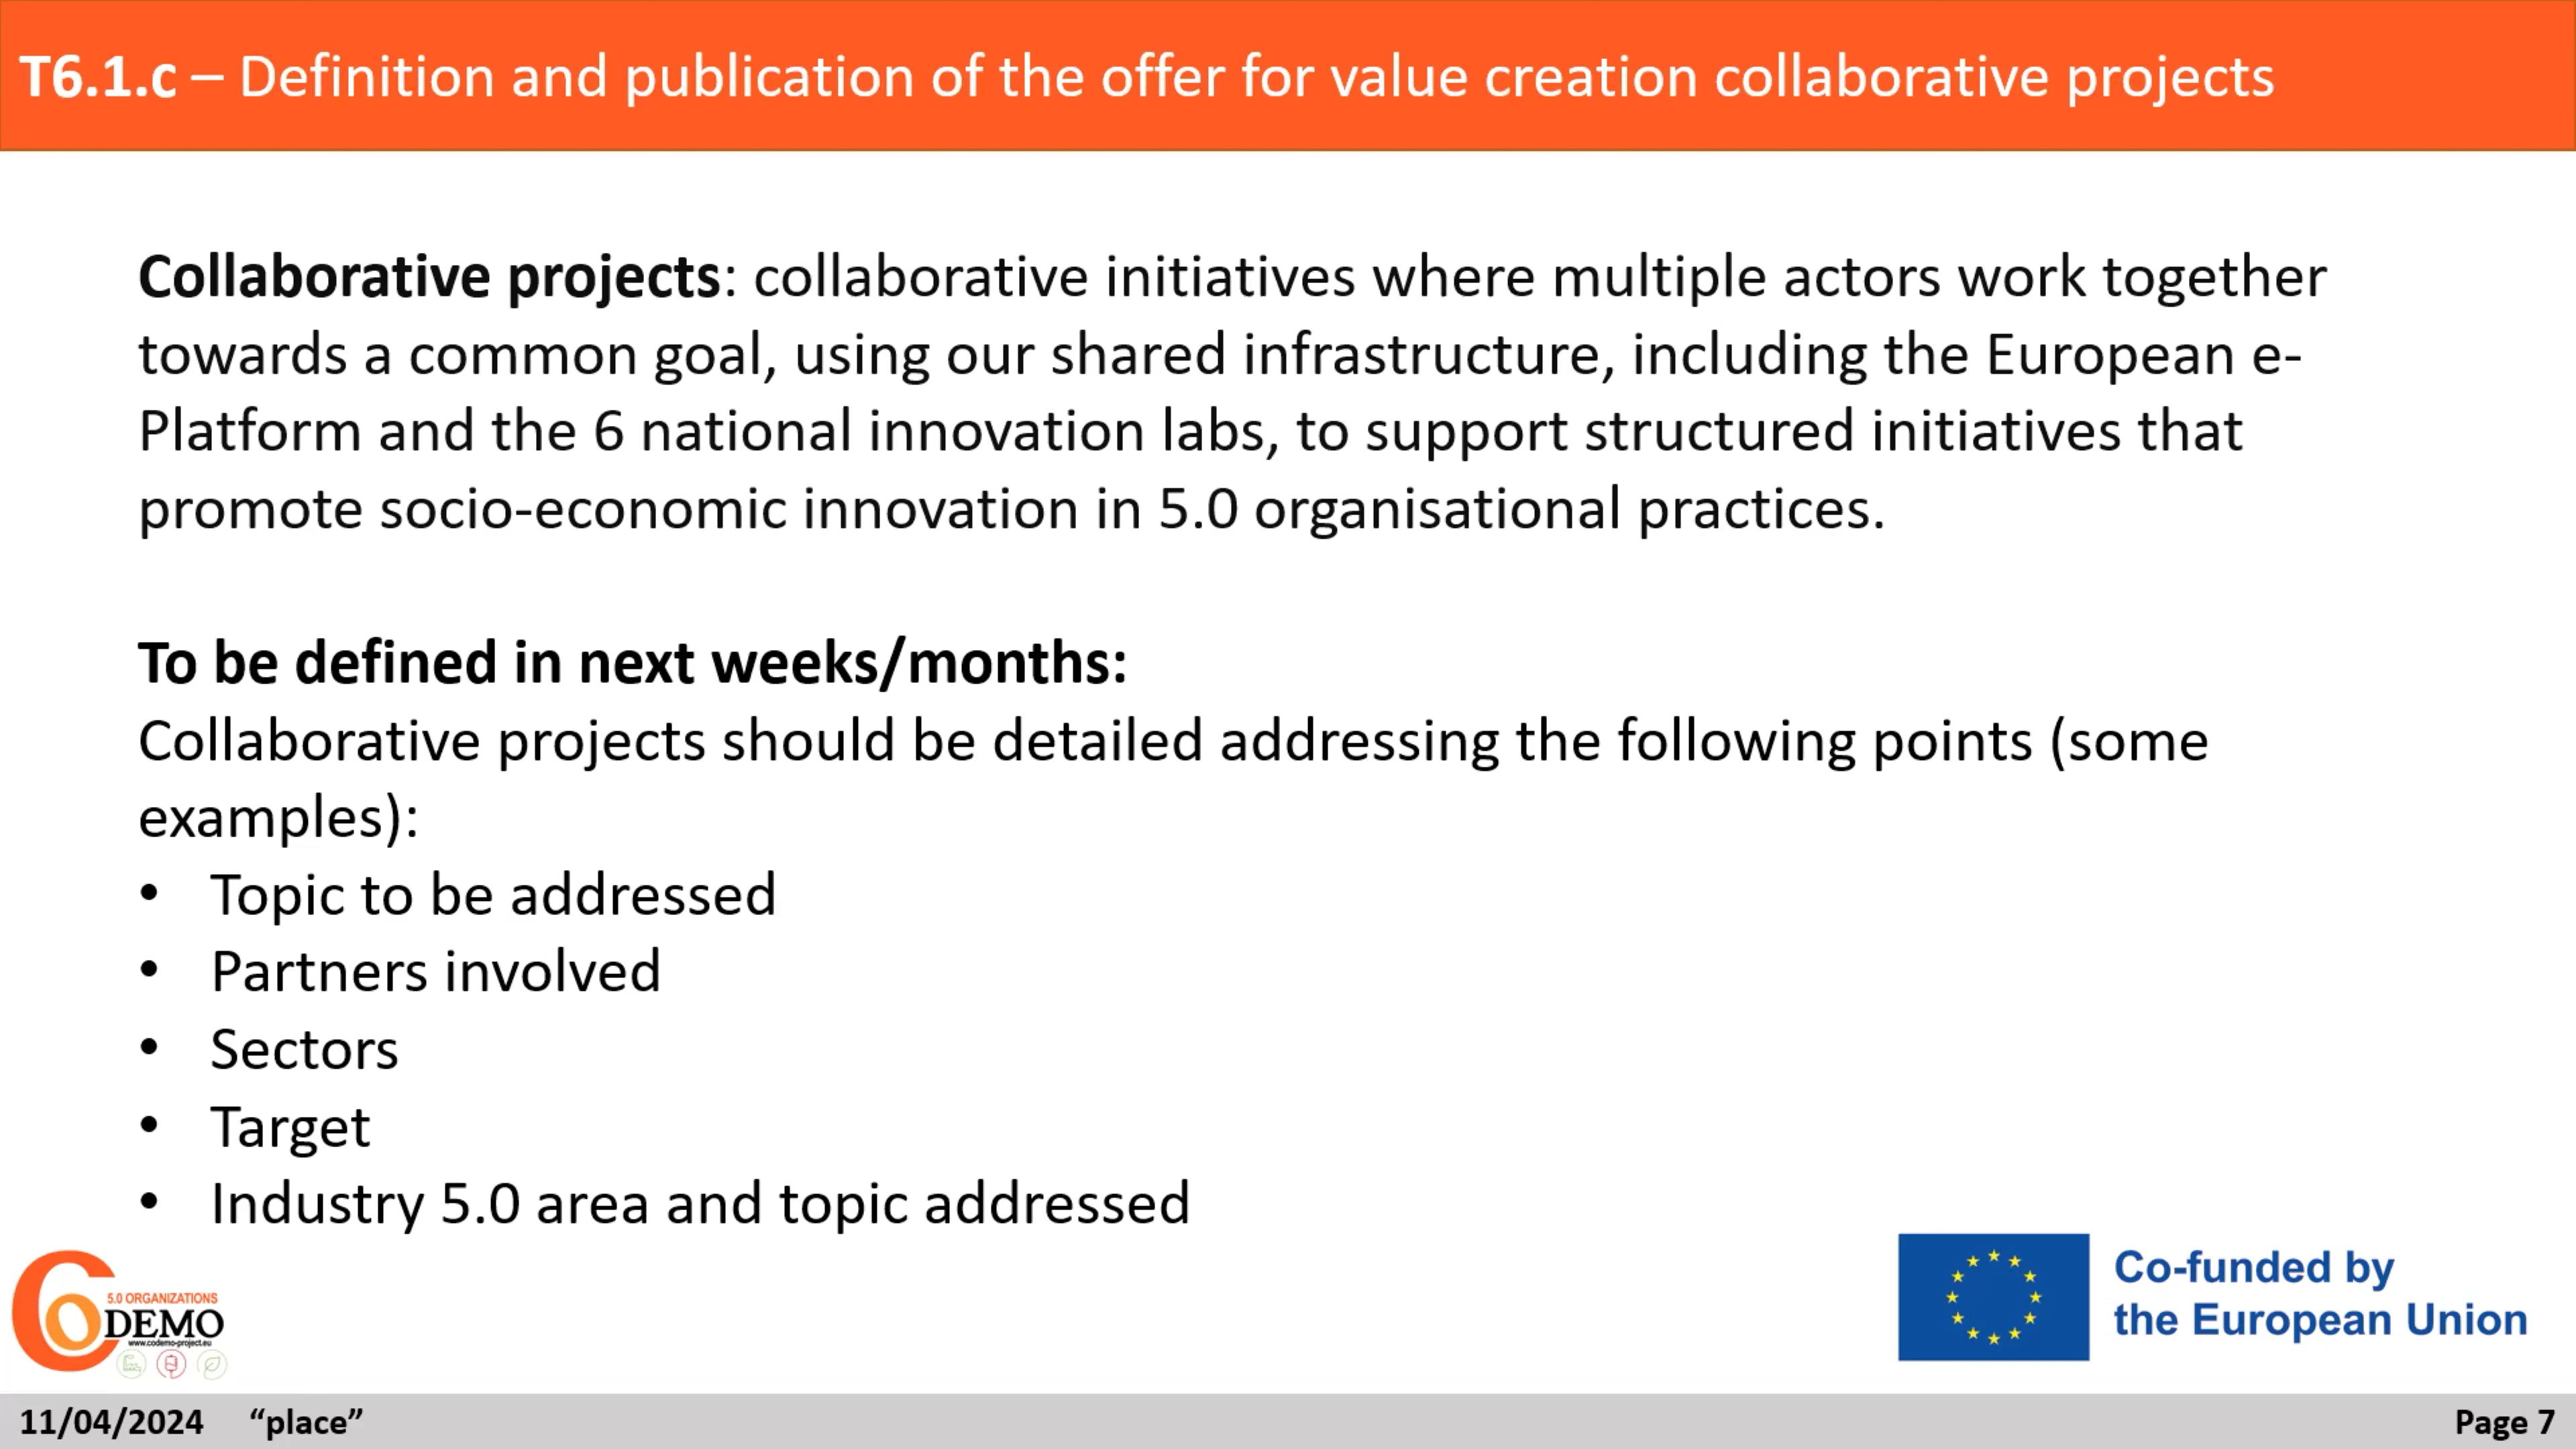 T6.1.c – Definition and publication of the offer for value creation collaborative projects
Collaborative projects: collaborative initiatives where multiple actors work together
towards a common goal, using our shared infrastructure, including the European e-
Platform and the 6 national innovation labs, to support structured initiatives that
promote socio-economic innovation in 5.0 organisational practices.
To be defined in next weeks/months:
Collaborative projects should be detailed addressing the following points (some
examples):
• Topic to be addressed
• Partners involved
• Sectors
• Target
• Industry 5.0 area and topic addressed
5.0 ORGANIZATIONS
DEMO
www.codemo-project.eu
Co-funded by
the European Union
11/04/2024 “place”
Page 7